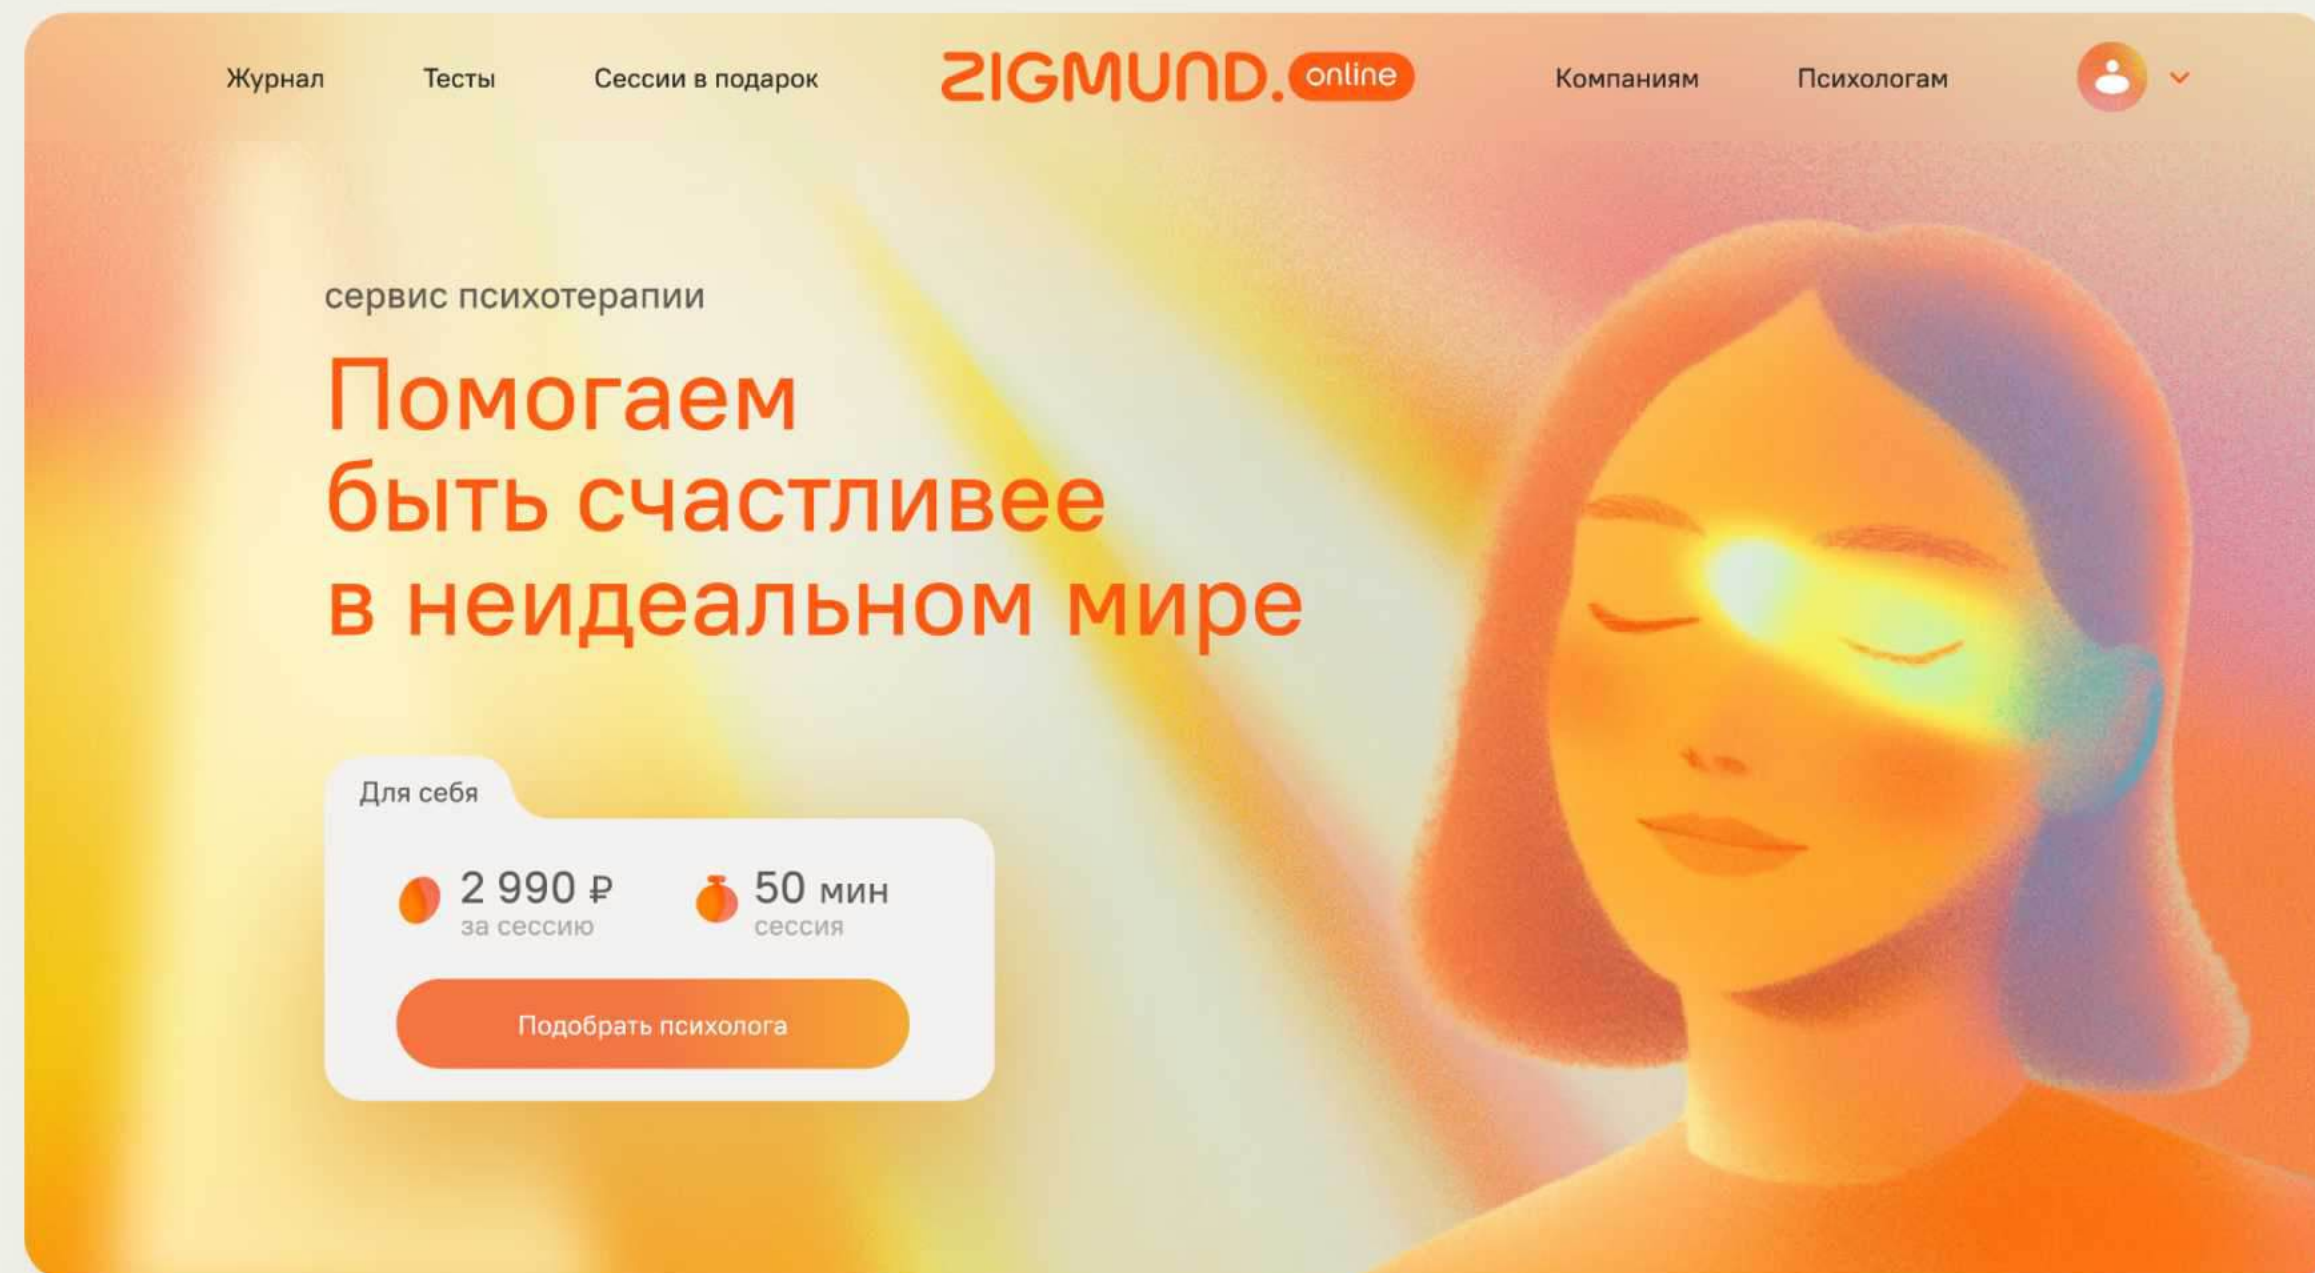 Журнал
Тесты
Сессии в подарок
ZIGMUND.online
Компаниям
Психологам
сервис психотерапии
Помогаем
быть счастливее
в неидеальном мире
Для себя
2 990 ₽
за сессию
50 мин
сессия
Подобрать психолога